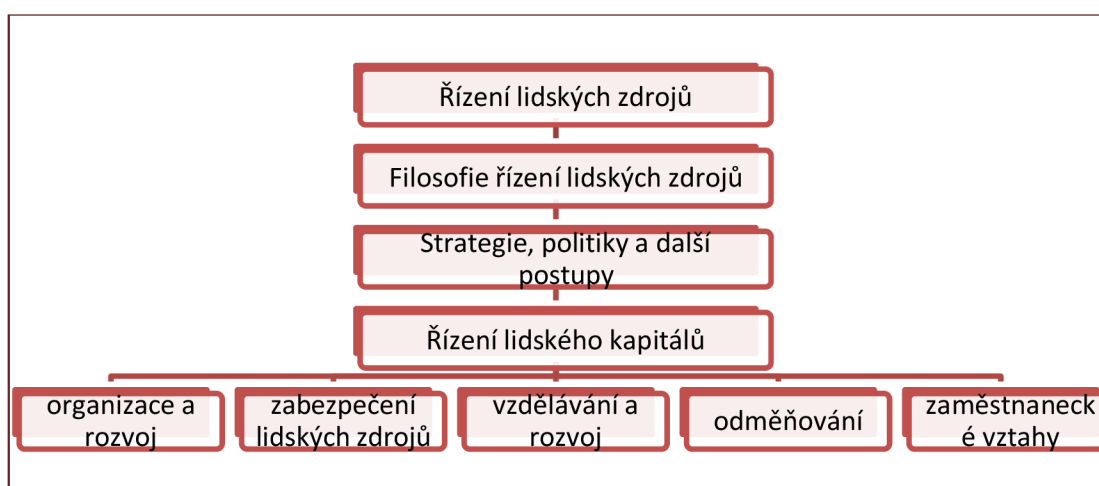 Řízení lidských zdrojů
Filosofie řízení lidských zdrojů
Strategie, politiky a další
postupy
Řízení lidského kapitálů
organizace a
rozvoj
zabezpečení
lidských zdrojů
vzdělávání a
rozvoj
odměňování
zaměstnaneck
é vztahy